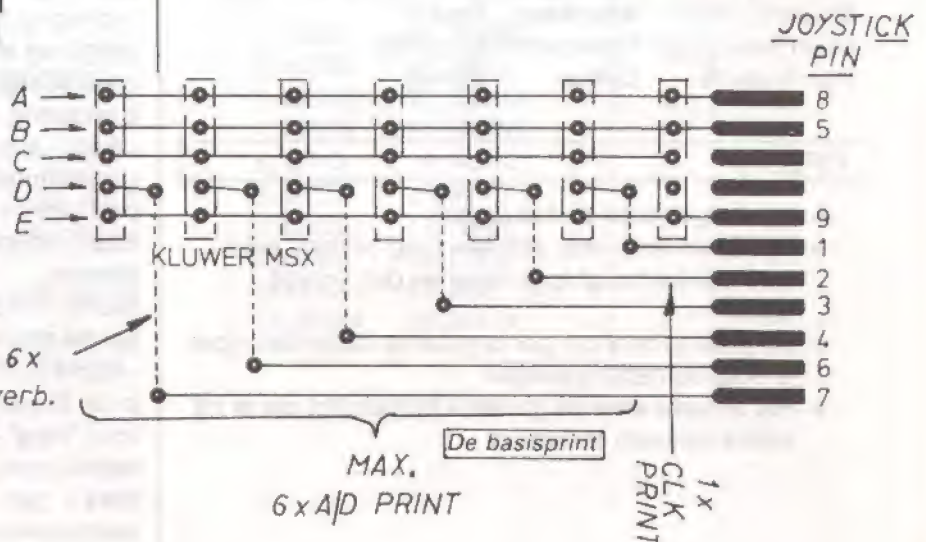 JOYSTICK
PIN
A 8
B 5
C
D
E 9
KLUWER MSX 1
2
3
6x 4
verb. 6
7
De basisprint
MAX.
6 x A/D PRINT
1x
CLK
PRINT